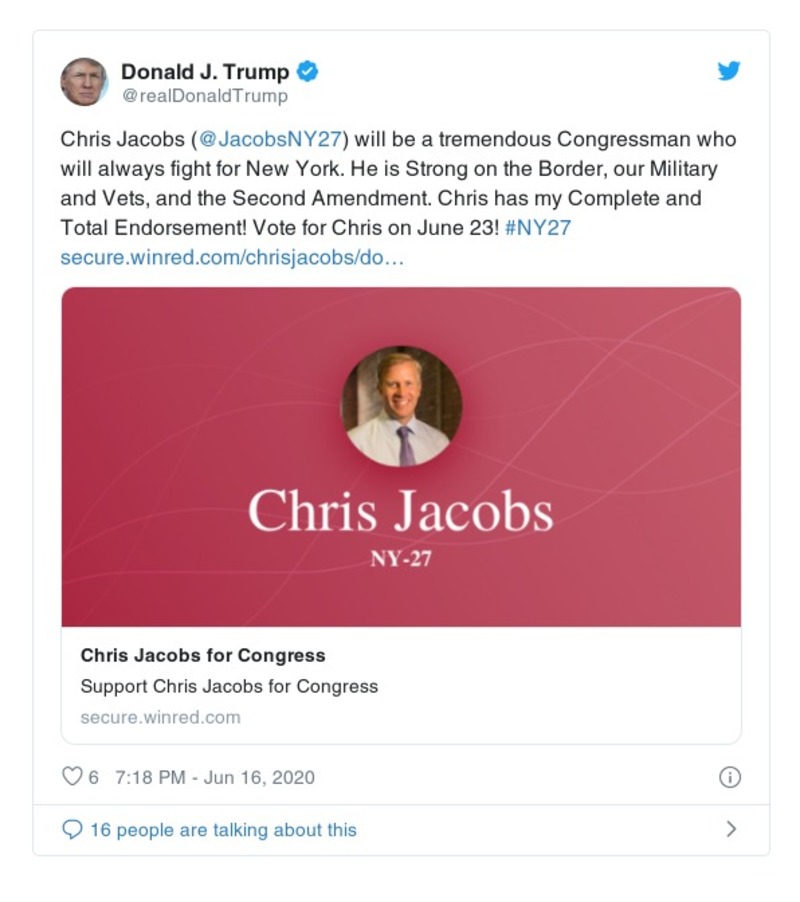 Donald J. Trump
@realDonaldTrump
Chris Jacobs (@JacobsNY27) will be a tremendous Congressman who
will always fight for New York. He is Strong on the Border, our Military
and Vets, and the Second Amendment. Chris has my Complete and
Total Endorsement! Vote for Chris on June 23! #NY27
secure.winred.com/chrisjacobs/do…
Chris Jacobs
NY-27
Chris Jacobs for Congress
Support Chris Jacobs for Congress
secure.winred.com
6 7:18 PM - Jun 16, 2020
16 people are talking about this